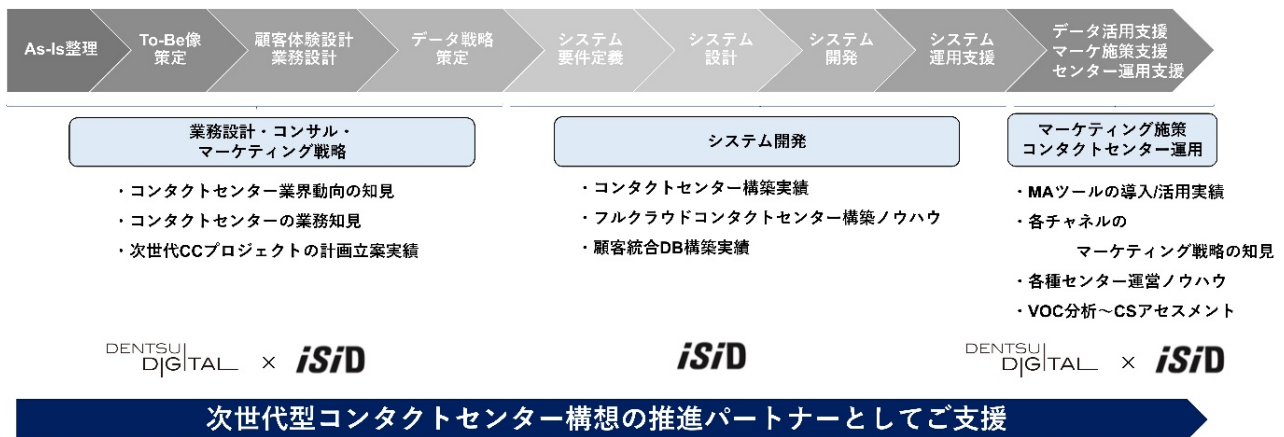 As-Is整理
To-Be像
策定
顧客体験設計
業務設計
データ戦略
策定
システム
要件定義
システム
設計
システム
開発
システム
運用支援
データ活用支援
マーケ施策支援
センター運用支援
業務設計・コンサル・
マーケティング戦略
・コンタクトセンター業界動向の知見
・コンタクトセンターの業務知見
・次世代CCプロジェクトの計画立案実績
DENTSU
DIGITAL × iSiD
システム開発
・コンタクトセンター構築実績
・フルクラウドコンタクトセンター構築ノウハウ
・顧客統合DB構築実績
iSiD
マーケティング施策
コンタクトセンター運用
・MAツールの導入/活用実績
・各チャネルの
マーケティング戦略の知見
・各種センター運営ノウハウ
・VOC分析～CSアセスメント
DENTSU
DIGITAL × iSiD
次世代型コンタクトセンター構想の推進パートナーとしてご支援